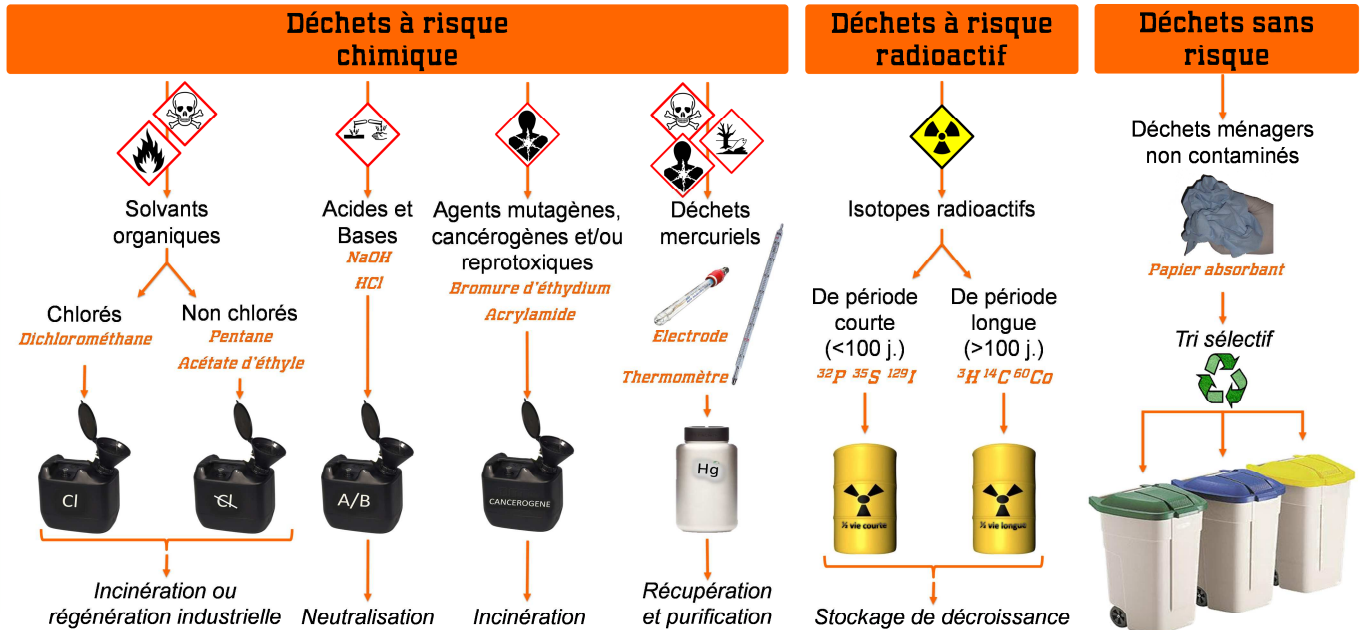 Déchets à risque
chimique
Solvants
organiques
Chlorés
Dichlorométhane
Non chlorés
Pentane
Acétate d'éthyle
Cl
Cl
Incinération ou
régénération industrielle
Acides et
Bases
NaOH
HCl
A/B
Neutralisation
Agents mutagènes,
cancérogènes et/ou
reprotoxiques
Bromure d'éthydium
Acrylamide
CANCEROGENE
Incinération
Déchets
mercuriels
Electrode
Thermomètre
Hg
Récupération
et purification
Déchets à risque
radioactif
Isotopes radioactifs
De période
courte
(<100 j.)
³²P ³⁵S ¹²⁹I
½ vie courte
De période
longue
(>100 j.)
³H ¹⁴C ⁶⁰Co
½ vie longue
Stockage de décroissance
Déchets sans
risque
Déchets ménagers
non contaminés
Papier absorbant
Tri sélectif